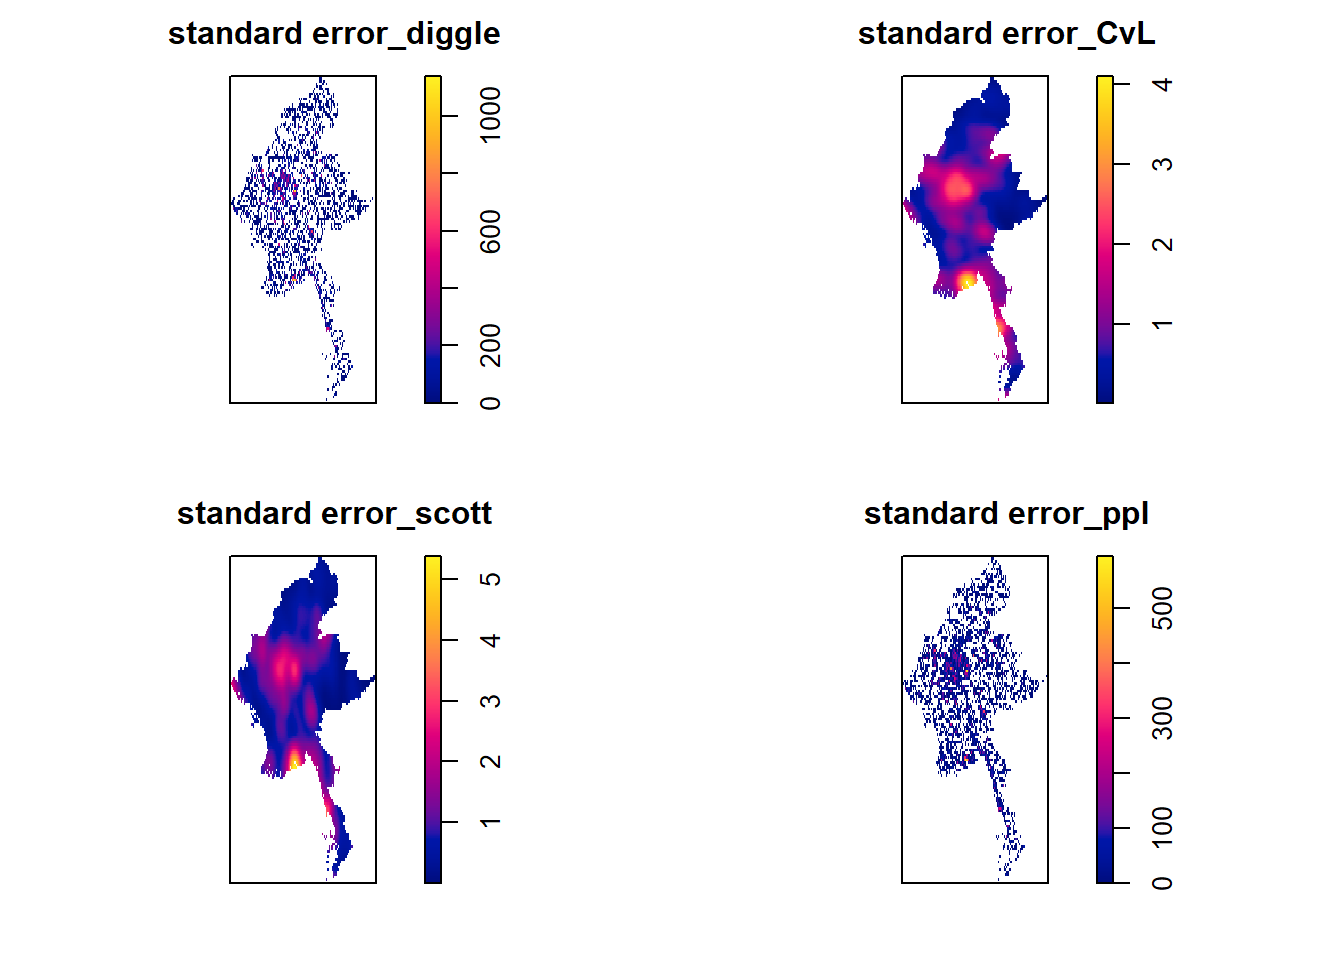 standard error_diggle
standard error_CvL
0 200 600 1000
1 2 3 4
standard error_scott
standard error_ppl
1 2 3 4 5
0 100 300 500